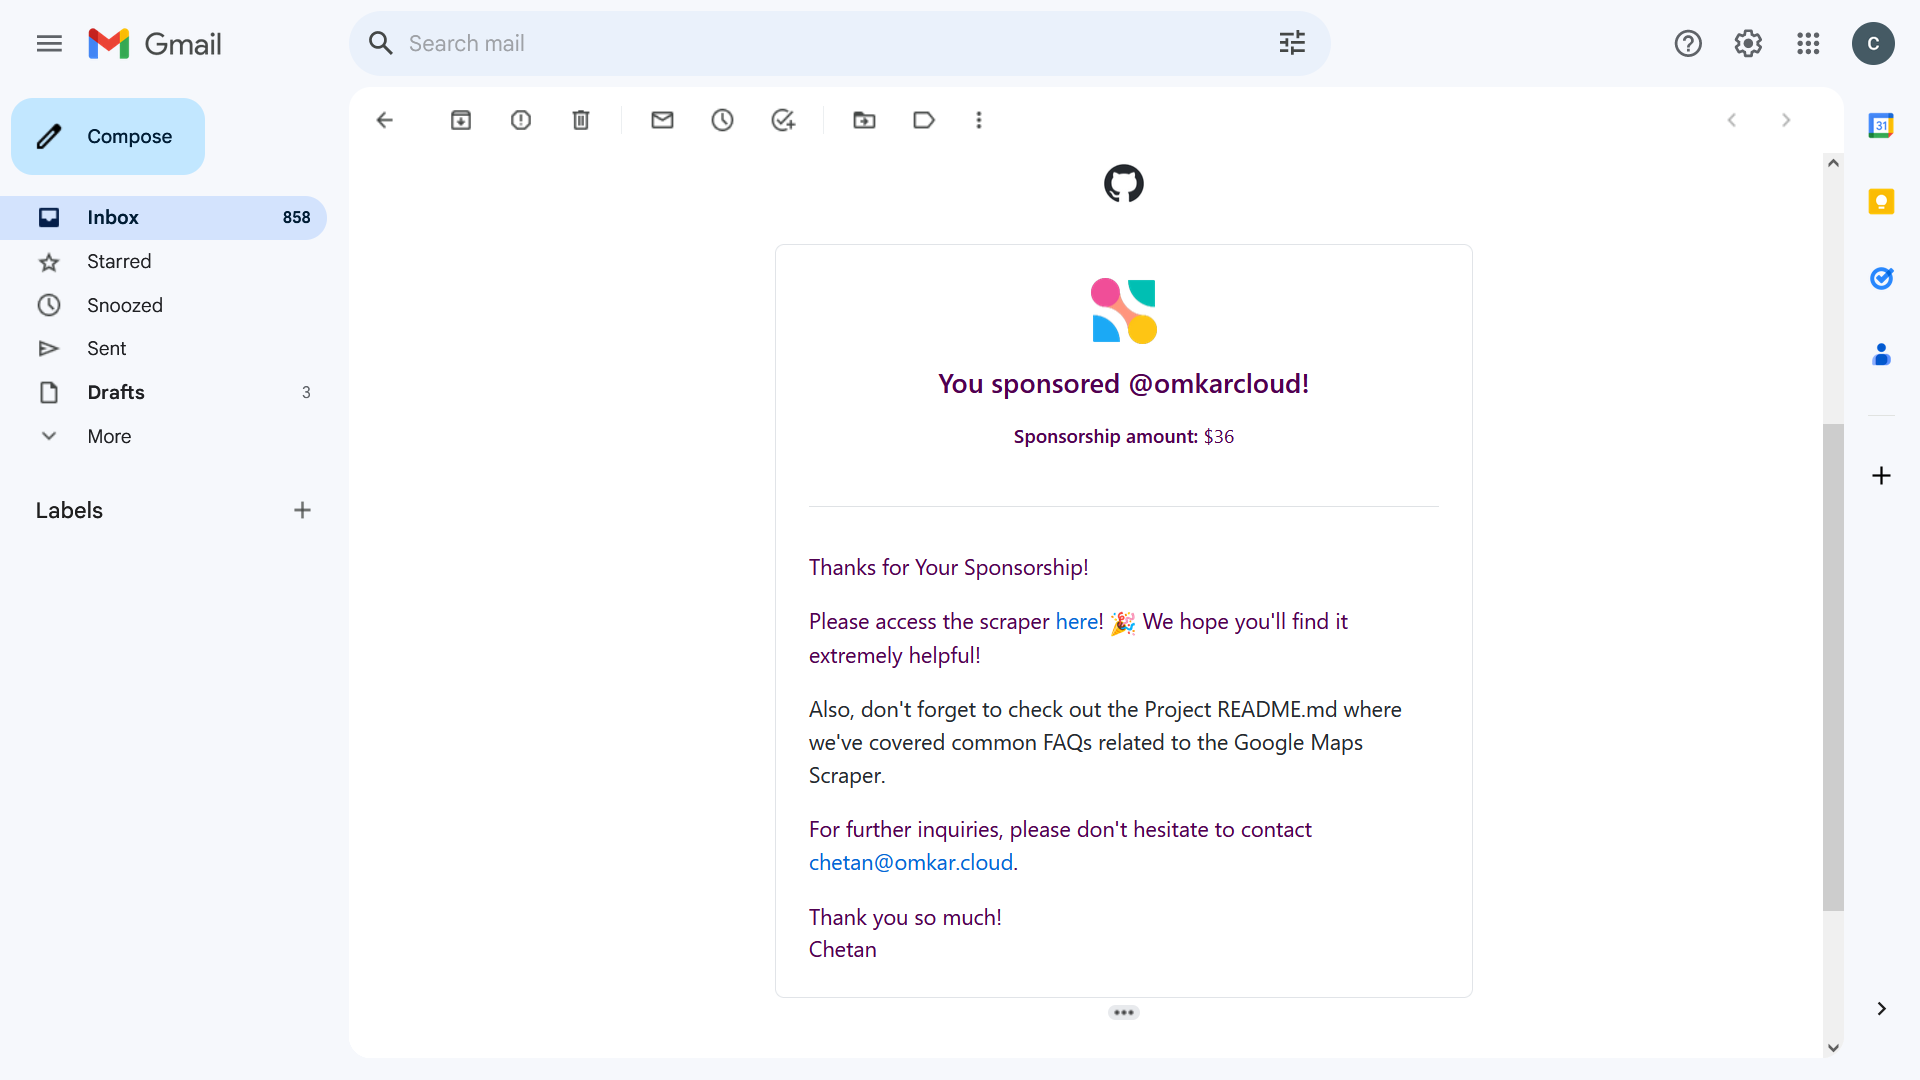 Gmail
Search mail
C
Compose
Inbox 858
Starred
Snoozed
Sent
Drafts 3
More
Labels
31
You sponsored @omkarcloud!
Sponsorship amount: $36
Thanks for Your Sponsorship!
Please access the scraper here! 🎉 We hope you'll find it
extremely helpful!
Also, don't forget to check out the Project README.md where
we've covered common FAQs related to the Google Maps
Scraper.
For further inquiries, please don't hesitate to contact
chetan@omkar.cloud.
Thank you so much!
Chetan